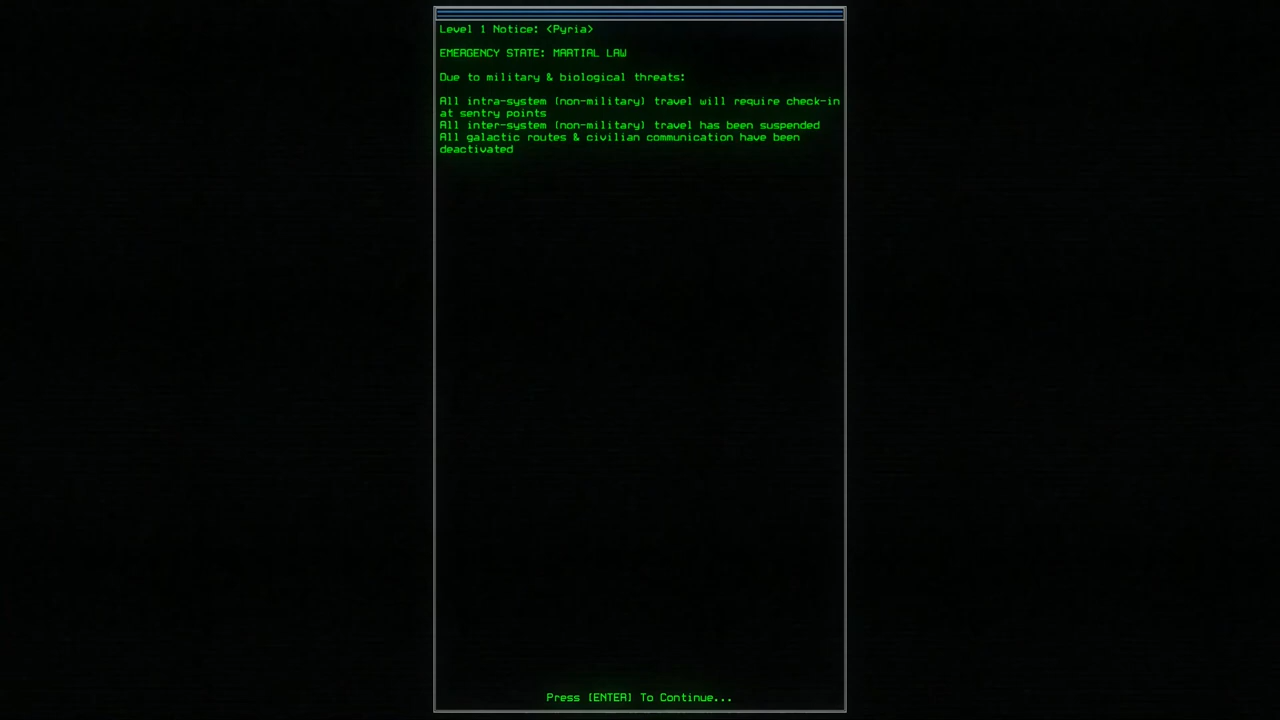 Level 1 Notice: <Pyria>
EMERGENCY STATE: MARTIAL LAW
Due to military & biological threats:
All intra-system (non-military) travel will require check-in
at sentry points
All inter-system (non-military) travel has been suspended
All galactic routes & civilian communication have been
deactivated
Press [ENTER] To Continue...